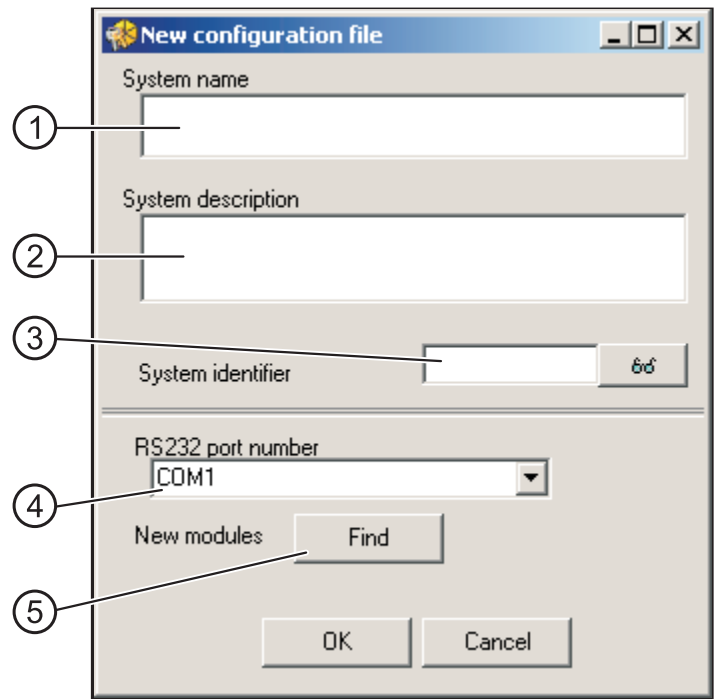 New configuration file
System name
1
System description
2
3
System identifier
RS232 port number
COM1
4
New modules Find
5
OK Cancel